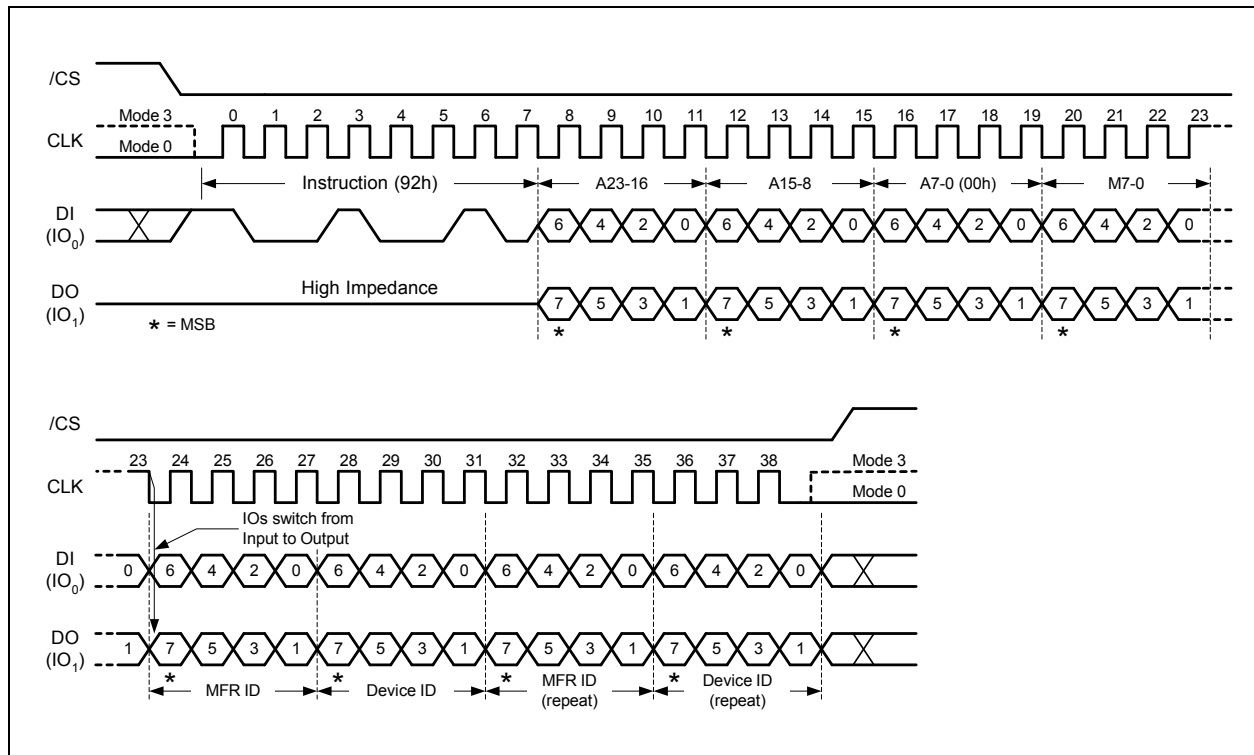 /CS
Mode 3 0 1 2 3 4 5 6 7 8 9 10 11 12 13 14 15 16 17 18 19 20 21 22 23
CLK
Mode 0
Instruction (92h) A23-16 A15-8 A7-0 (00h) M7-0
DI
(IO0) 6 4 2 0 6 4 2 0 6 4 2 0 6 4 2 0
High Impedance
DO
(IO1) 7 5 3 1 7 5 3 1 7 5 3 1 7 5 3 1
* = MSB * * * *
/CS
23 24 25 26 27 28 29 30 31 32 33 34 35 36 37 38 Mode 3
CLK
Mode 0
IOs switch from
Input to Output
DI
(IO0) 0 6 4 2 0 6 4 2 0 6 4 2 0 6 4 2 0
DO
(IO1) 1 7 5 3 1 7 5 3 1 7 5 3 1 7 5 3 1
* * * *
MFR ID Device ID MFR ID (repeat) Device ID (repeat)